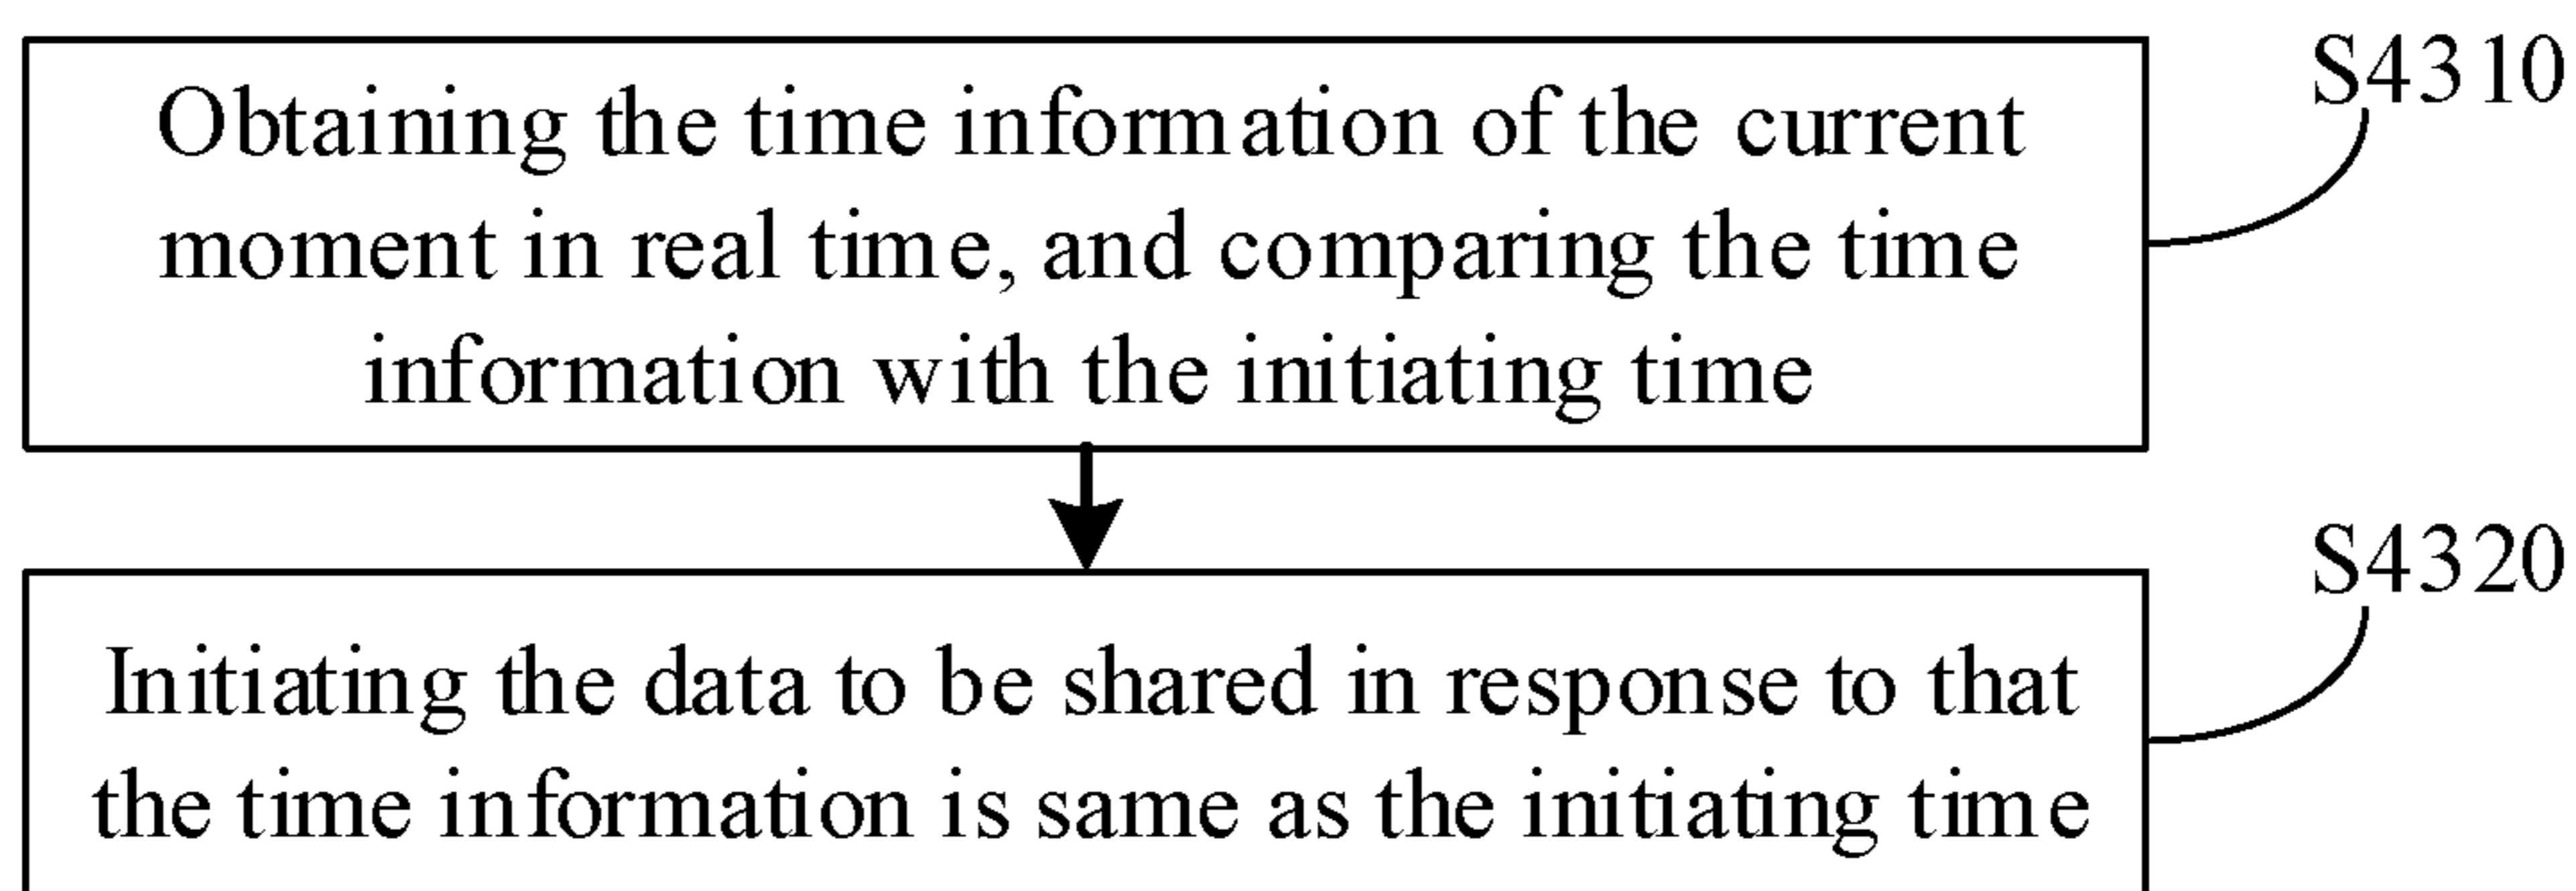 S4310
Obtaining the time information of the current
moment in real time, and comparing the time
information with the initiating time
S4320
Initiating the data to be shared in response to that
the time information is same as the initiating time